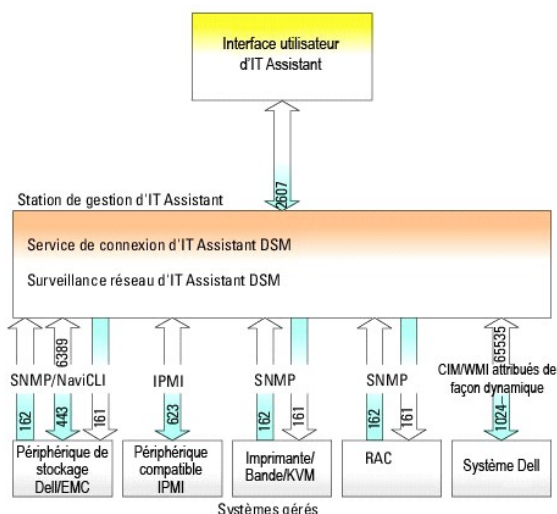 Interface utilisateur
d'IT Assistant
2607
Station de gestion d'IT Assistant
Service de connexion d'IT Assistant DSM
Surveillance réseau d'IT Assistant DSM
6389
65535
SNMP/NaviCLI
IPMI
SNMP
SNMP
CIM/WMI attribués de
façon dynamique
162
443
161
623
162
161
162
161
1024–
Périphérique de
stockage
Dell/EMC
Périphérique
compatible
IPMI
Imprimante/
Bande/KVM
RAC
Système Dell
Systèmes gérés